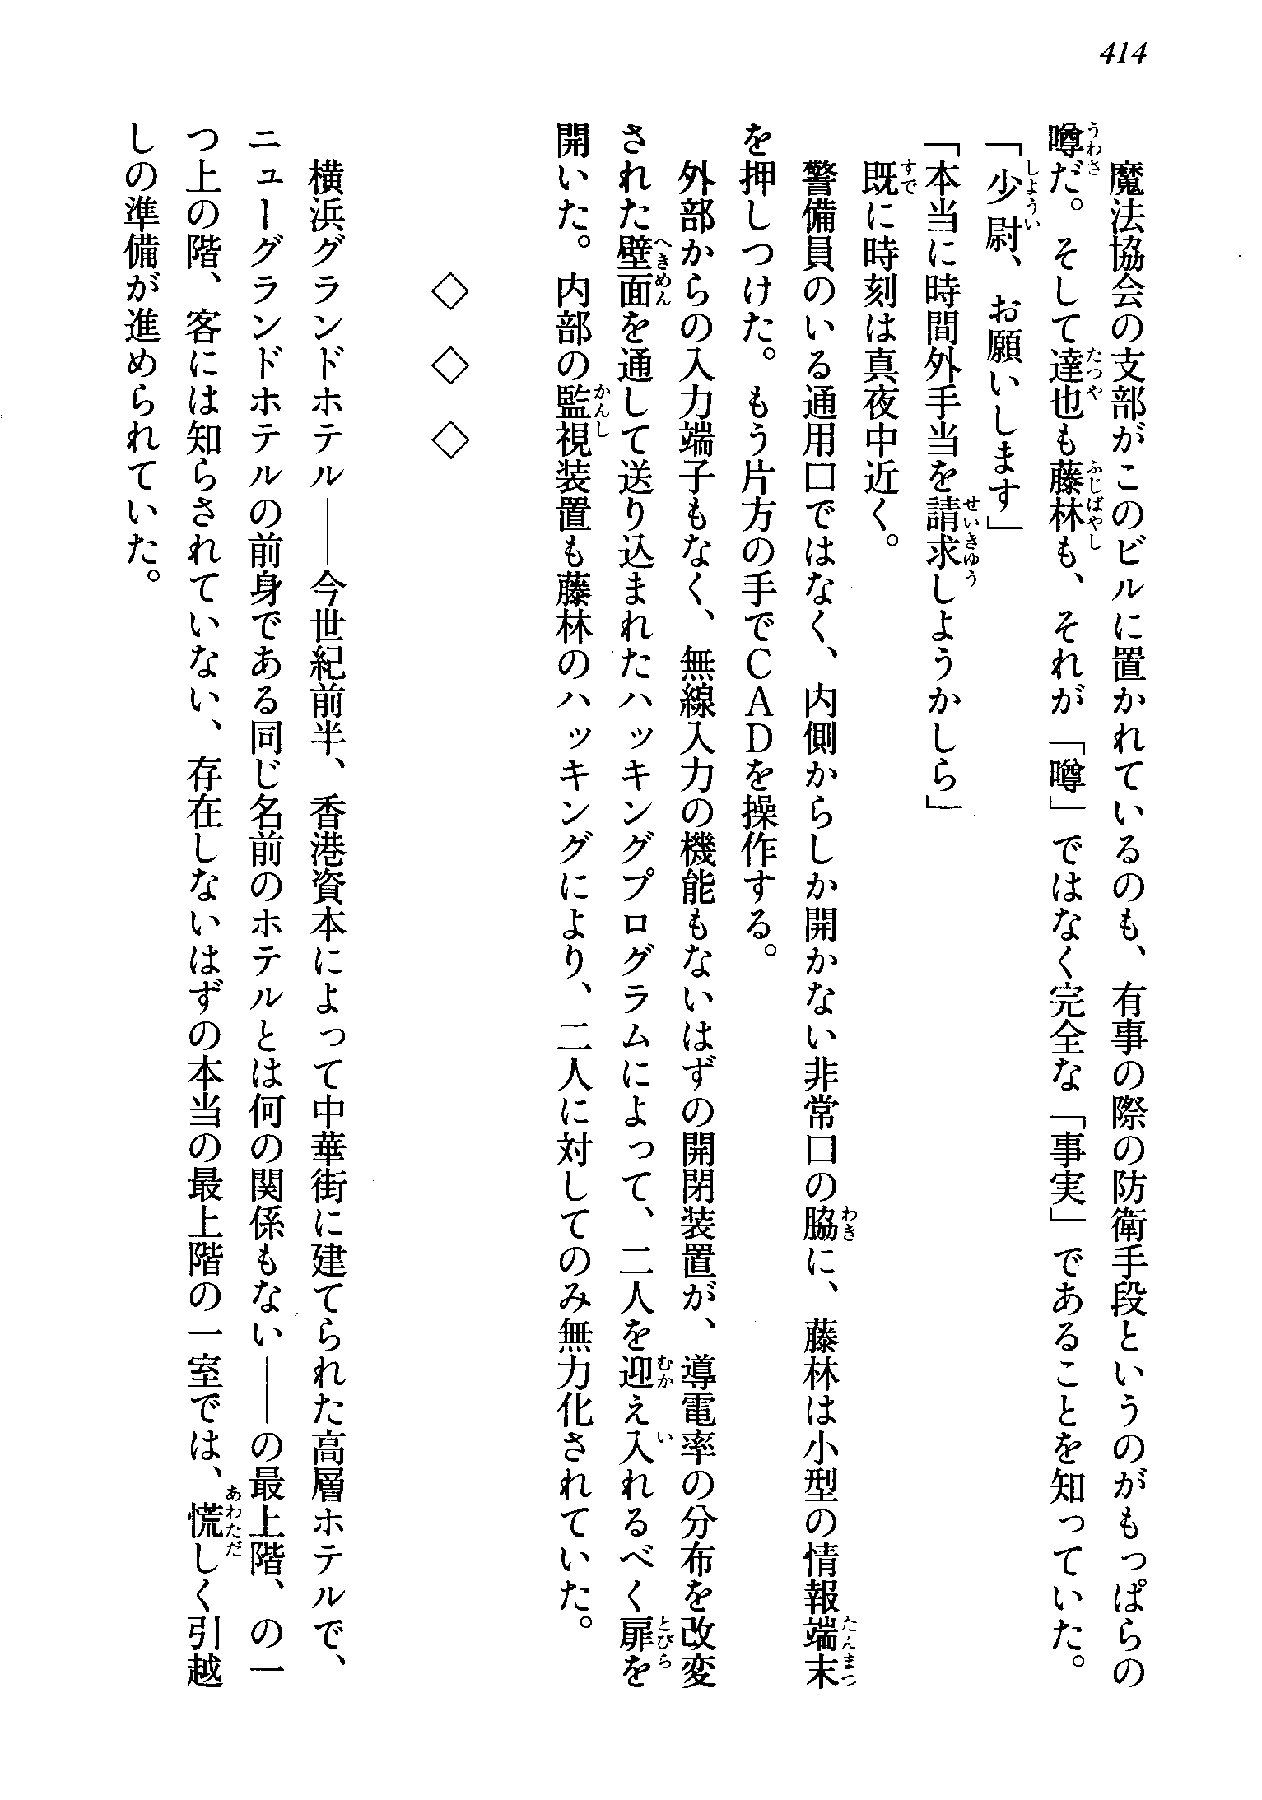 414
魔法協会の支部がこのビルに置かれているのも、有事の際の防衛手段というのがもっぱらの
噂だ。そして達也も藤林も、それが「噂」ではなく完全な「事実」であることを知っていた。
「少尉、お願いします」
「本当に時間外手当を請求しようかしら」
既に時刻は真夜中近く。
警備員のいる通用口ではなく、内側からしか開かない非常口の脇に、藤林は小型の情報端末
を押しつけた。もう片方の手でＣＡＤを操作する。
外部からの入力端子もなく、無線入力の機能もないはずの開閉装置が、導電率の分布を改変
された壁面を通して送り込まれたハッキングプログラムによって、二人を迎え入れるべく扉を
開いた。内部の監視装置も藤林のハッキングにより、二人に対してのみ無力化されていた。
◇ ◇ ◇
横浜グランドホテル――今世紀前半、香港資本によって中華街に建てられた高層ホテルで、
ニューグランドホテルの前身である同じ名前のホテルとは何の関係もない――の最上階、の一
つ上の階、客には知らされていない、存在しないはずの本当の最上階の一室では、慌しく引越
しの準備が進められていた。